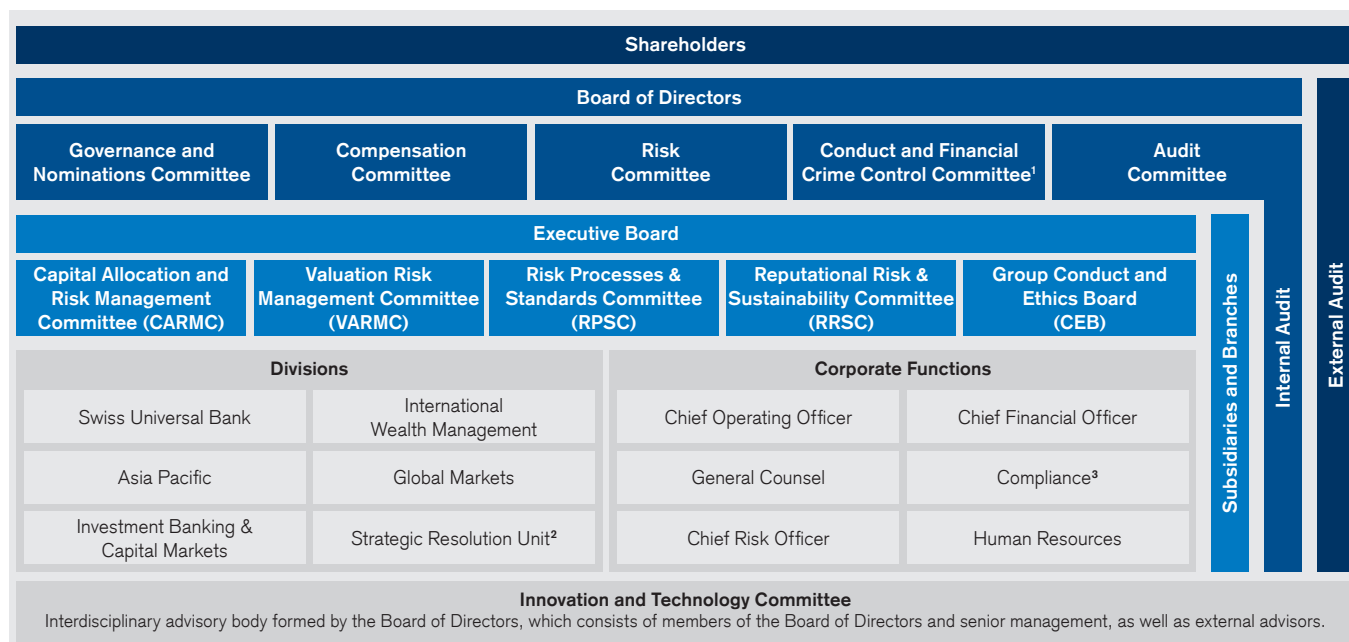 Shareholders
Board of Directors
Governance and
Nominations Committee
Compensation
Committee
Risk
Committee
Conduct and Financial
Crime Control Committee¹
Audit
Committee
Executive Board
Capital Allocation and
Risk Management
Committee (CARMC)
Valuation Risk
Management Committee
(VARMC)
Risk Processes &
Standards Committee
(RPSC)
Reputational Risk &
Sustainability Committee
(RRSC)
Group Conduct and
Ethics Board
(CEB)
Divisions
Swiss Universal Bank
International
Wealth Management
Asia Pacific
Global Markets
Investment Banking &
Capital Markets
Strategic Resolution Unit²
Corporate Functions
Chief Operating Officer
Chief Financial Officer
General Counsel
Compliance³
Chief Risk Officer
Human Resources
Subsidiaries and Branches
Internal Audit
External Audit
Innovation and Technology Committee
Interdisciplinary advisory body formed by the Board of Directors, which consists of members of the Board of Directors and senior management, as well as external advisors.